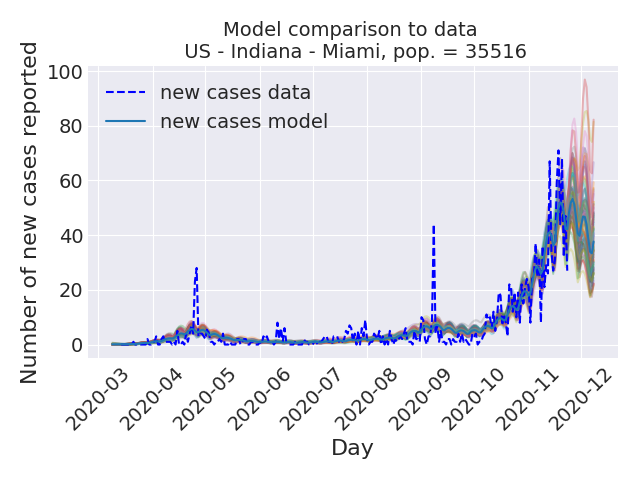 Model comparison to data
US - Indiana - Miami, pop. = 35516
new cases data
new cases model
Number of new cases reported
100
80
60
40
20
0
2020-03
2020-04
2020-05
2020-06
2020-07
2020-08
2020-09
2020-10
2020-11
2020-12
Day